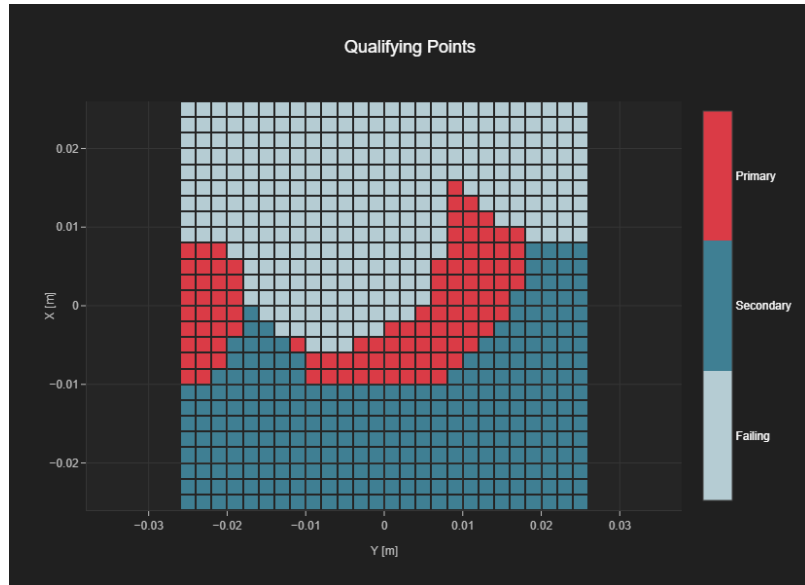 Qualifying Points
0.02
0.01
0
−0.01
−0.02
X [m]
−0.03
−0.02
−0.01
0
0.01
0.02
0.03
Y [m]
Primary
Secondary
Failing